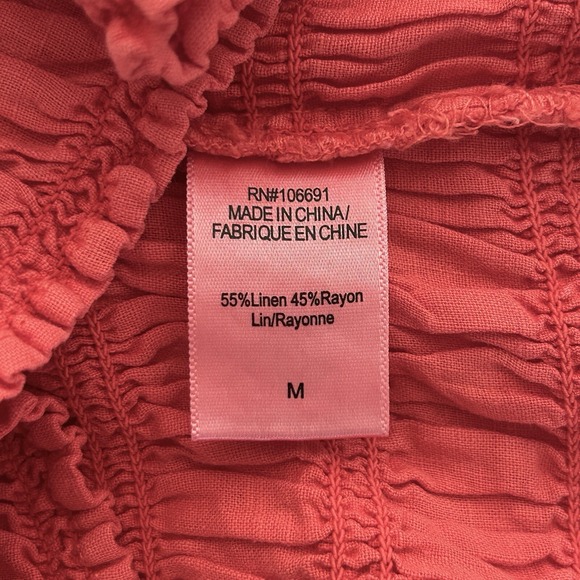 RN#106691
MADE IN CHINA/
FABRIQUE EN CHINE
55%Linen 45%Rayon
Lin/Rayonne
M